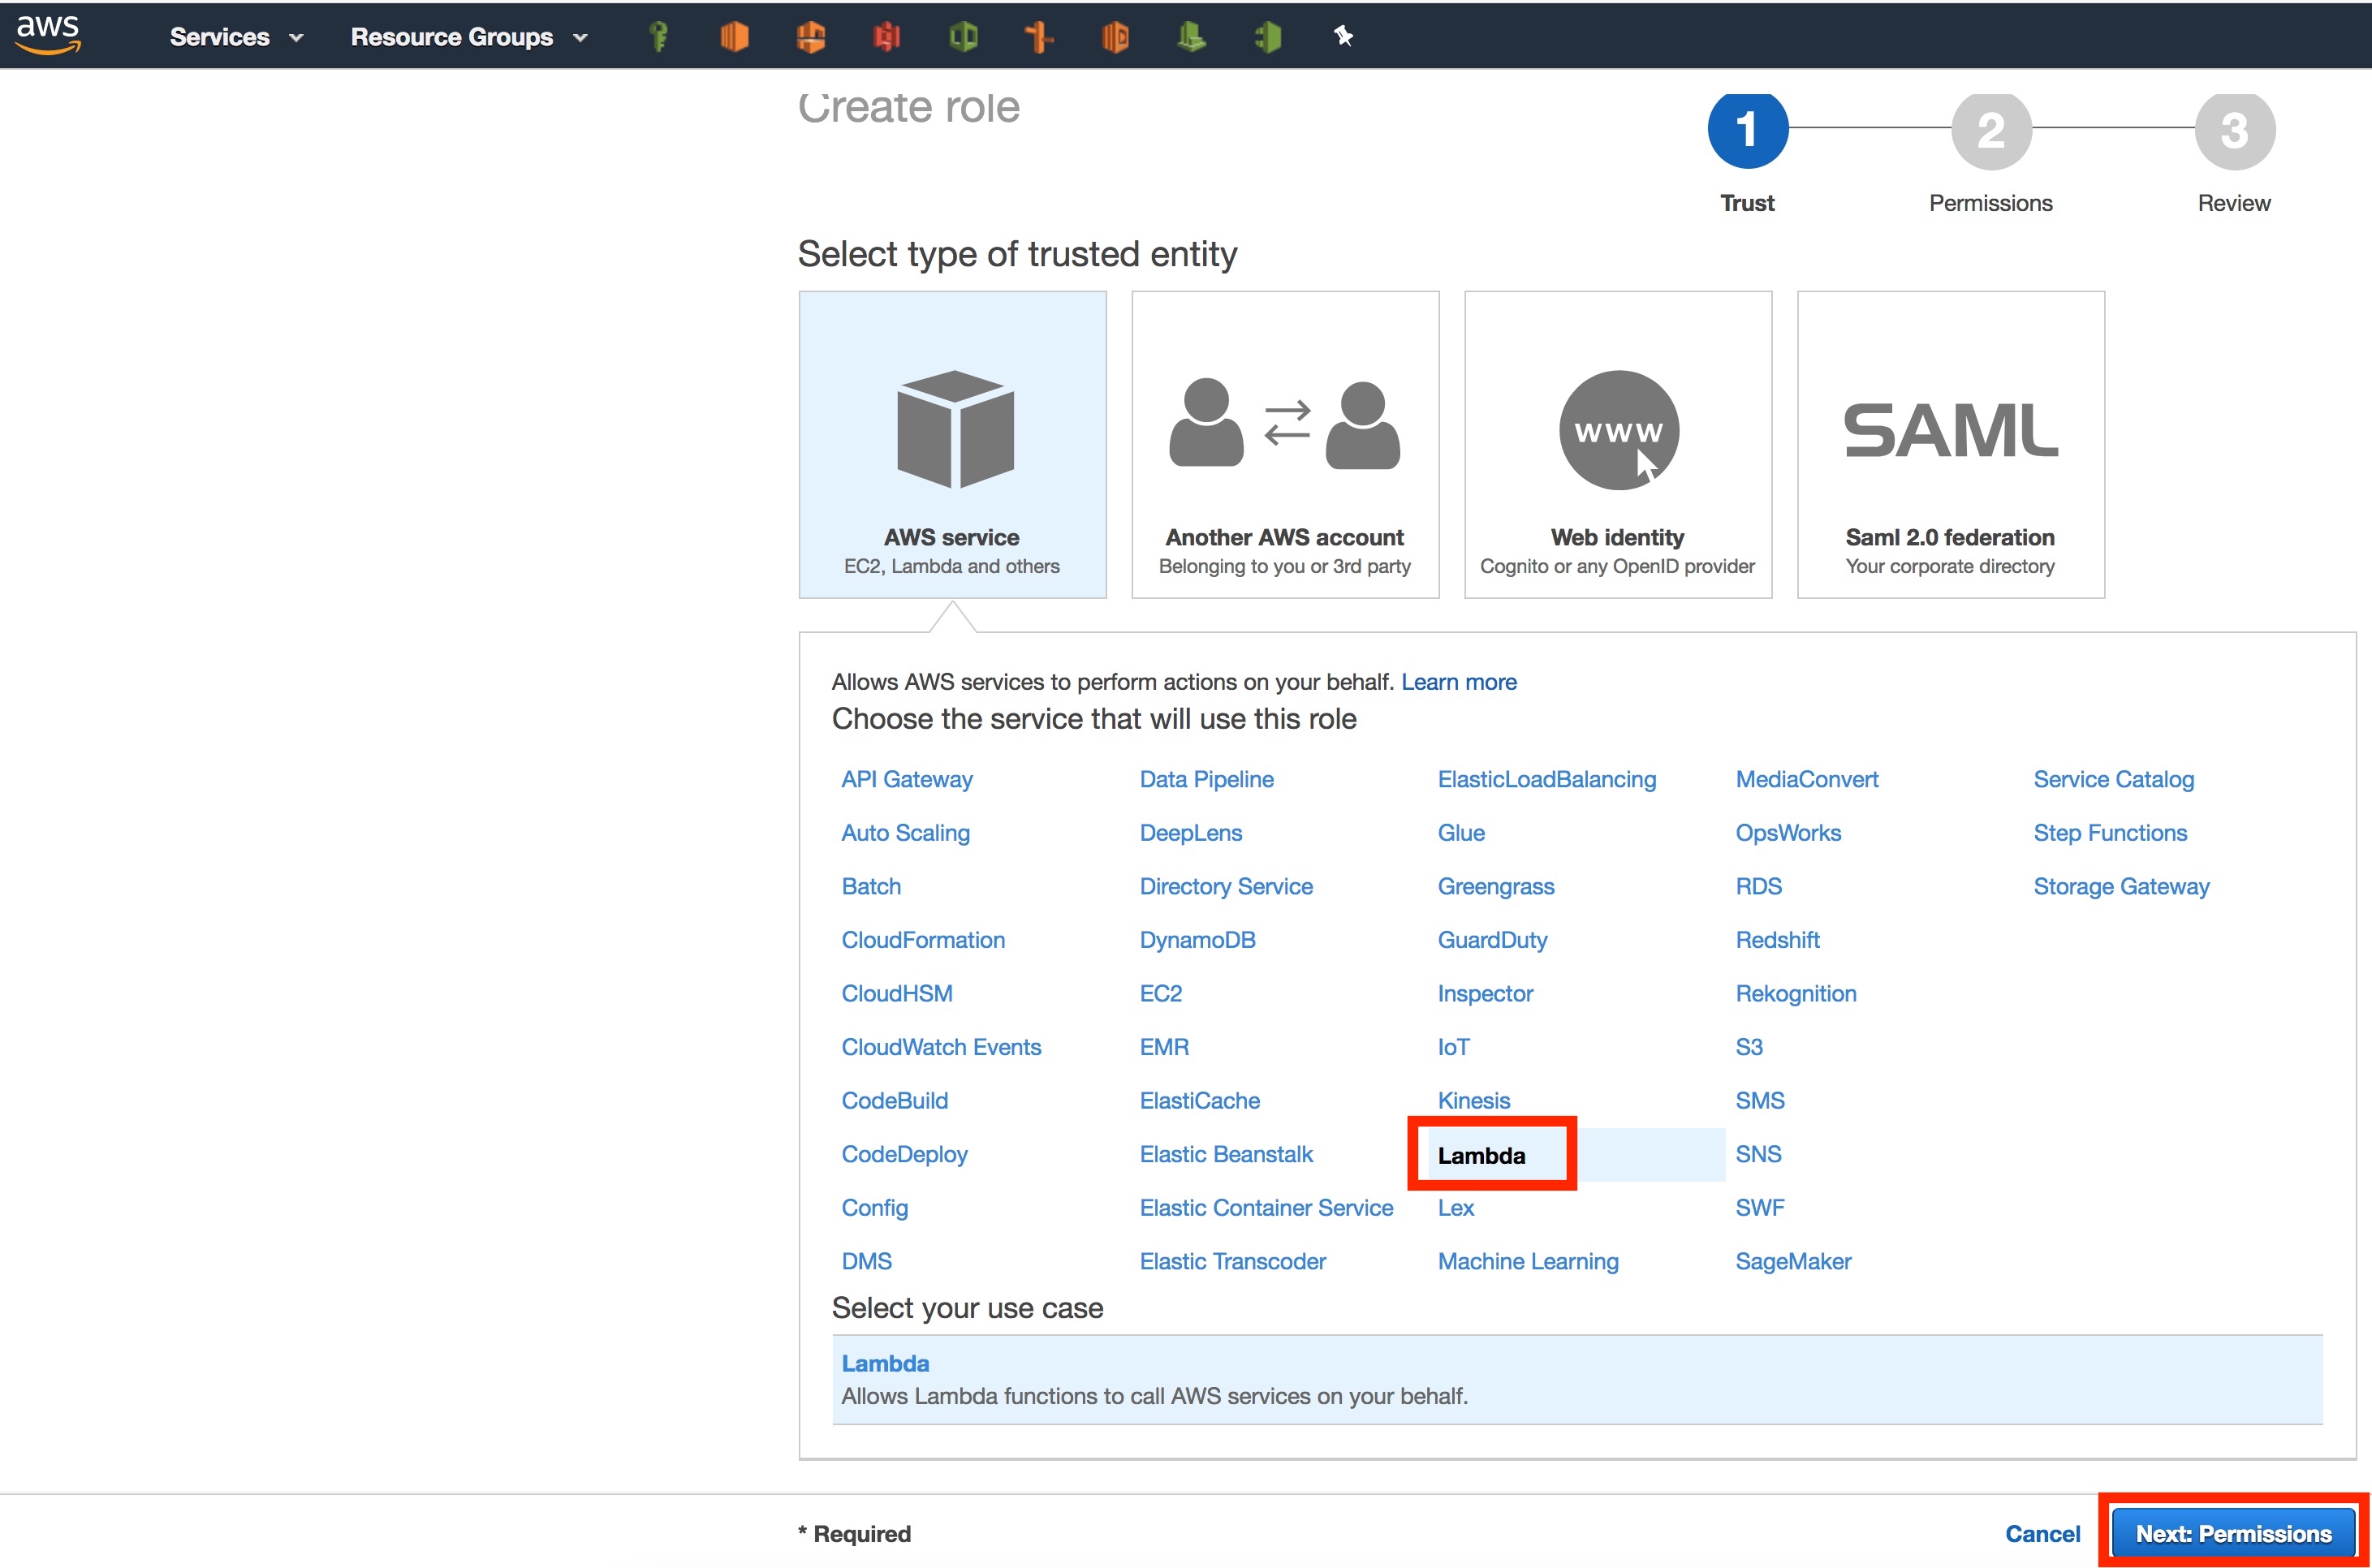 aws Services Resource Groups
Create role
1 2 3
Trust Permissions Review
Select type of trusted entity
www
SAML
AWS service Another AWS account Web identity Saml 2.0 federation
EC2, Lambda and others Belonging to you or 3rd party Cognito or any OpenID provider Your corporate directory
Allows AWS services to perform actions on your behalf. Learn more
Choose the service that will use this role
API Gateway Data Pipeline ElasticLoadBalancing MediaConvert Service Catalog
Auto Scaling DeepLens Glue OpsWorks Step Functions
Batch Directory Service Greengrass RDS Storage Gateway
CloudFormation DynamoDB GuardDuty Redshift
CloudHSM EC2 Inspector Rekognition
CloudWatch Events EMR IoT S3
CodeBuild ElastiCache Kinesis SMS
CodeDeploy Elastic Beanstalk Lambda SNS
Config Elastic Container Service Lex SWF
DMS Elastic Transcoder Machine Learning SageMaker
Select your use case
Lambda
Allows Lambda functions to call AWS services on your behalf.
* Required Cancel Next: Permissions